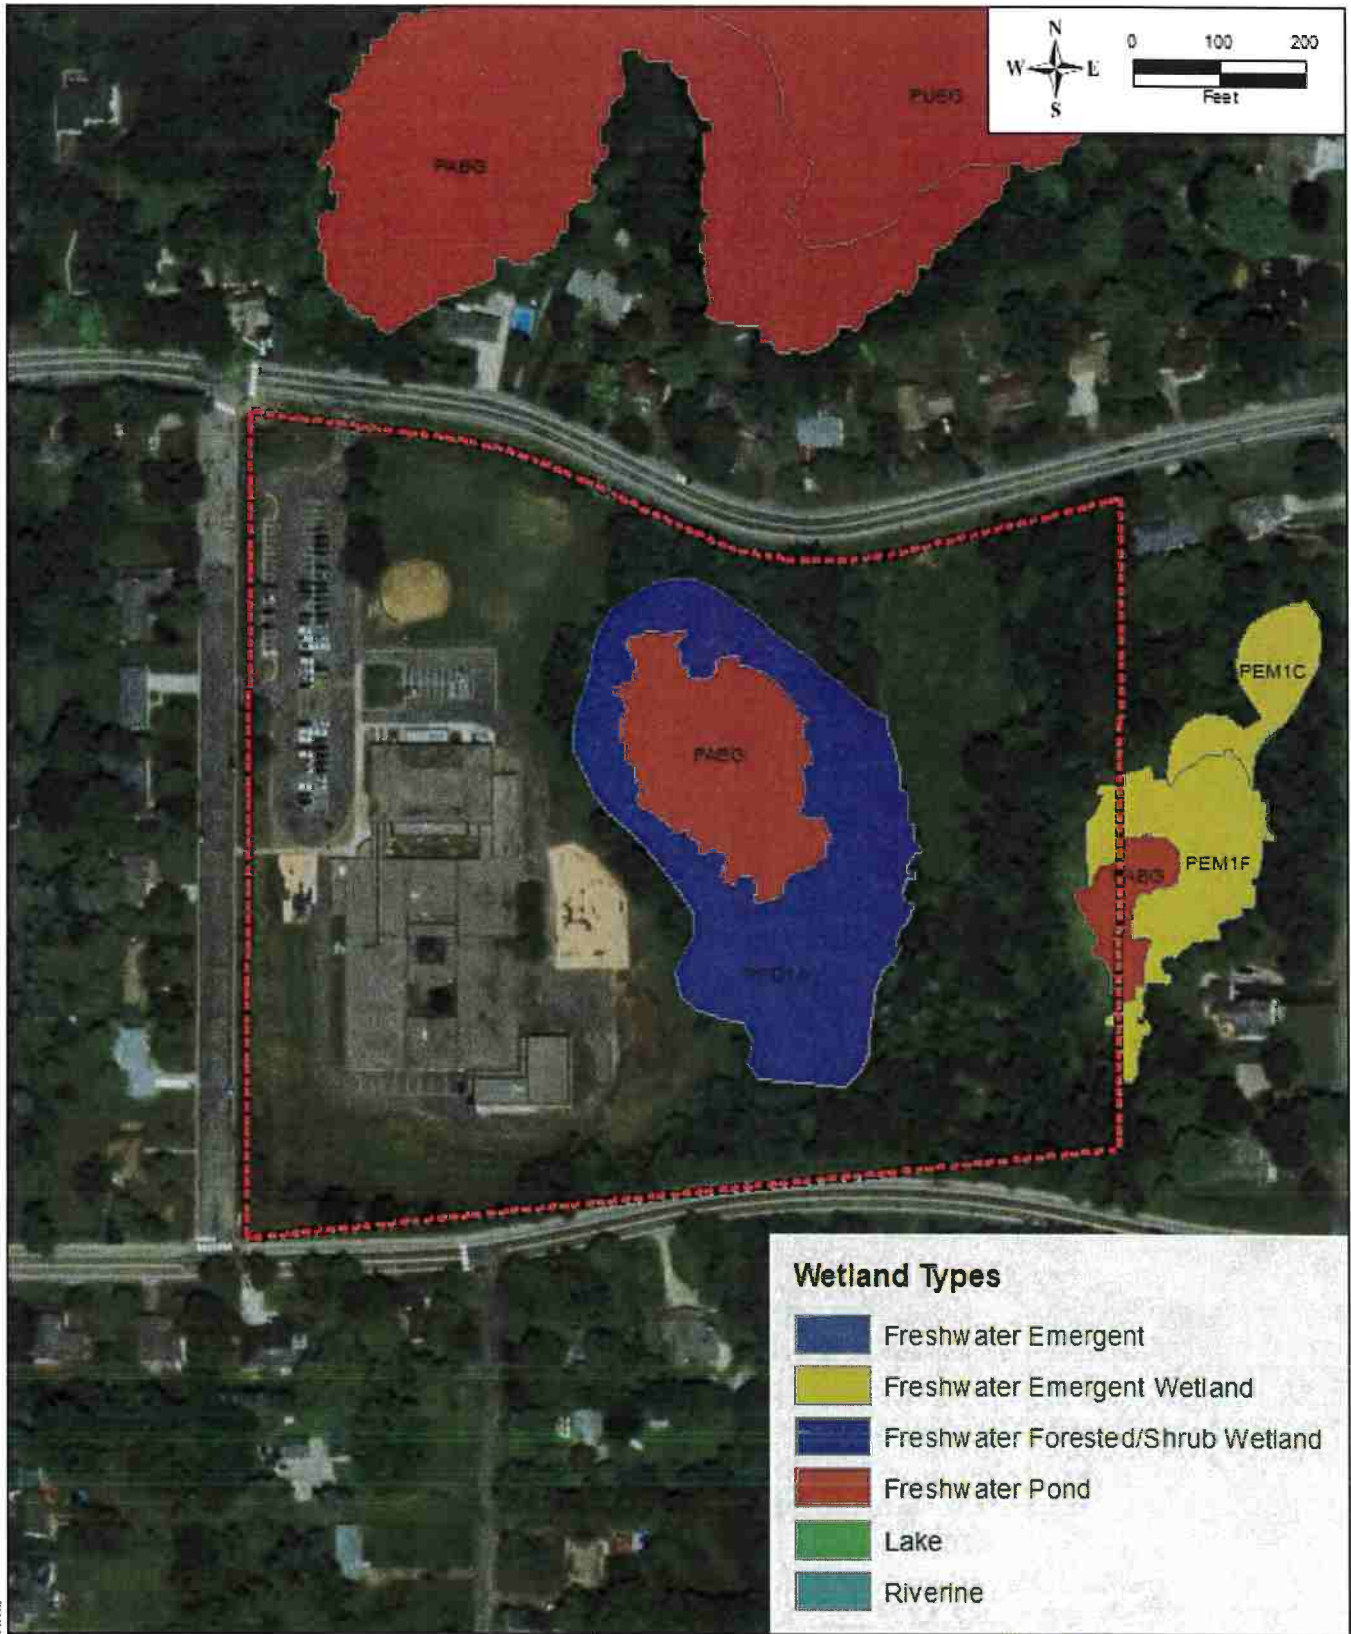 N
W E
S
0 100 200
Feet
PUBG
PABG
PEM1C
PABG
PEM1F
Wetland Types
Freshwater Emergent
Freshwater Emergent Wetland
Freshwater Forested/Shrub Wetland
Freshwater Pond
Lake
Riverine